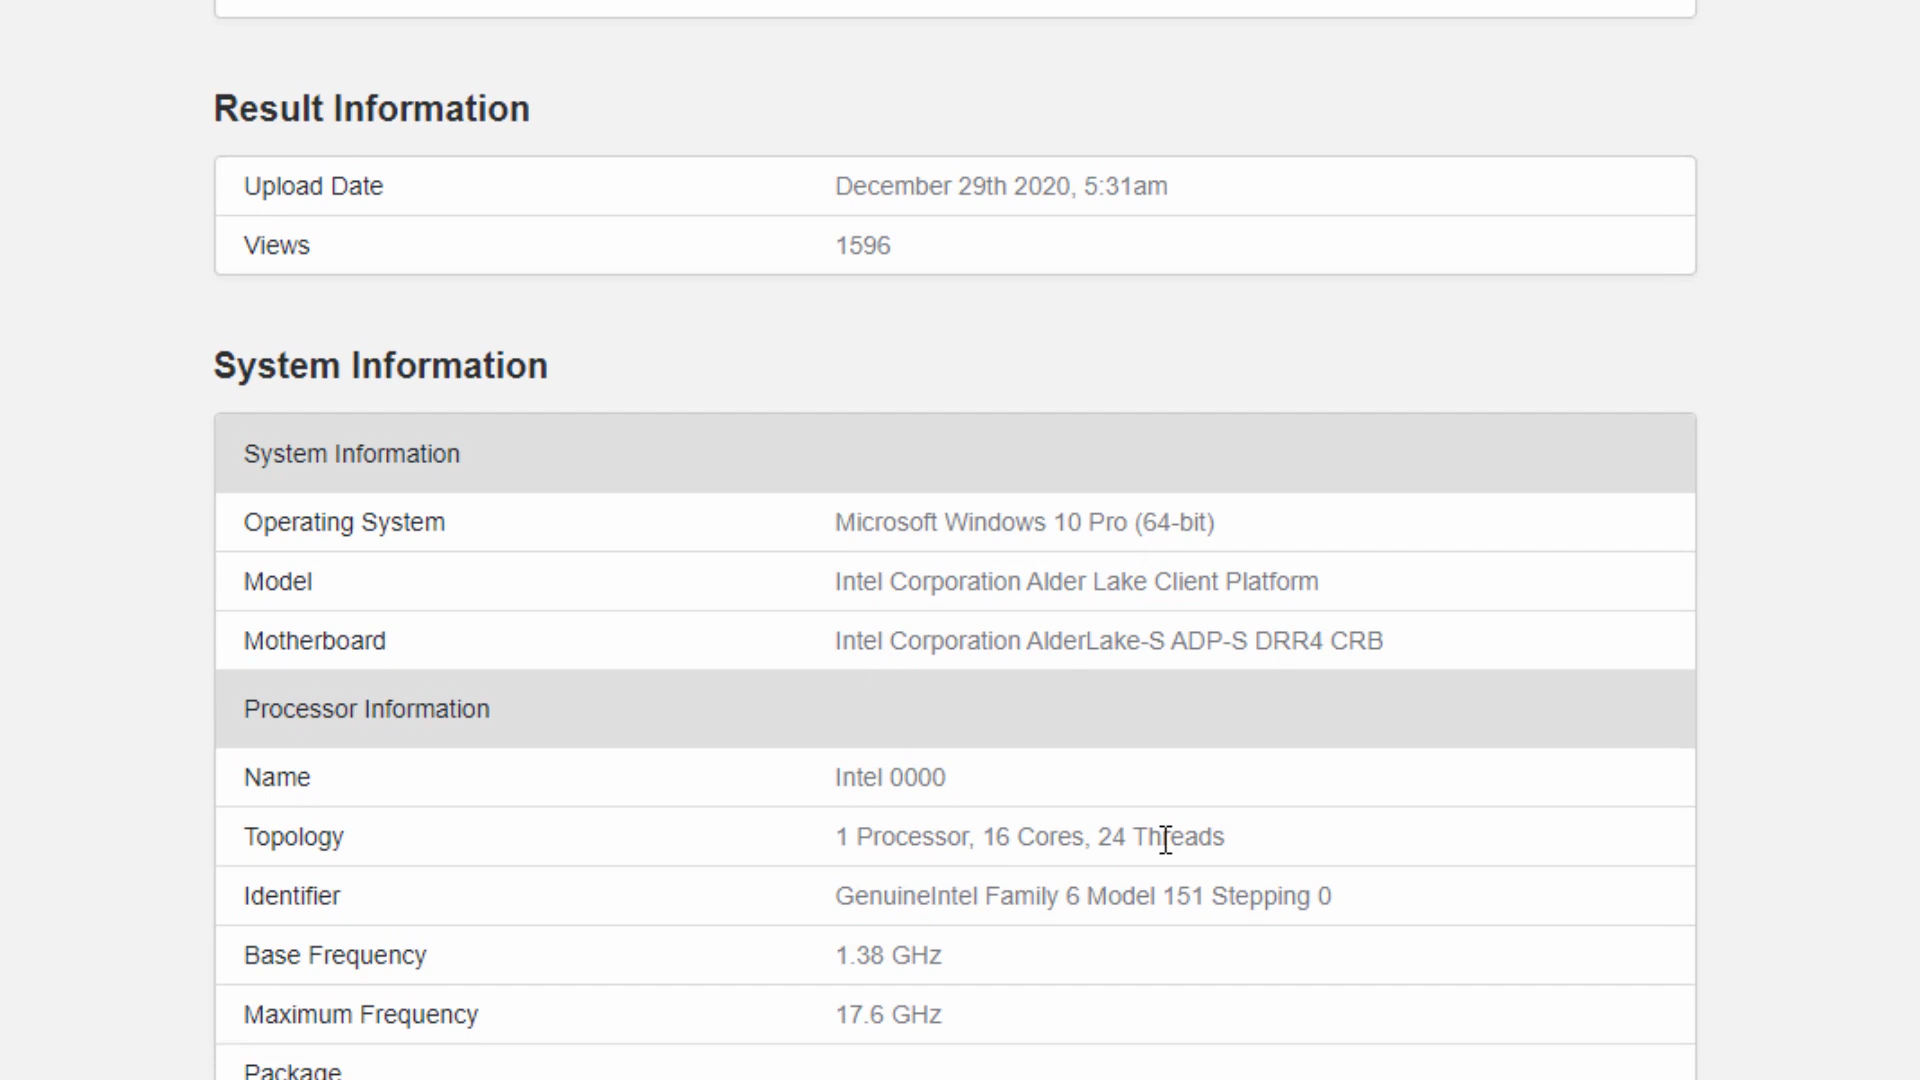 Result Information
Upload Date December 29th 2020, 5:31am
Views 1596
System Information
System Information
Operating System Microsoft Windows 10 Pro (64-bit)
Model Intel Corporation Alder Lake Client Platform
Motherboard Intel Corporation AlderLake-S ADP-S DRR4 CRB
Processor Information
Name Intel 0000
Topology 1 Processor, 16 Cores, 24 Threads
Identifier GenuineIntel Family 6 Model 151 Stepping 0
Base Frequency 1.38 GHz
Maximum Frequency 17.6 GHz
Package